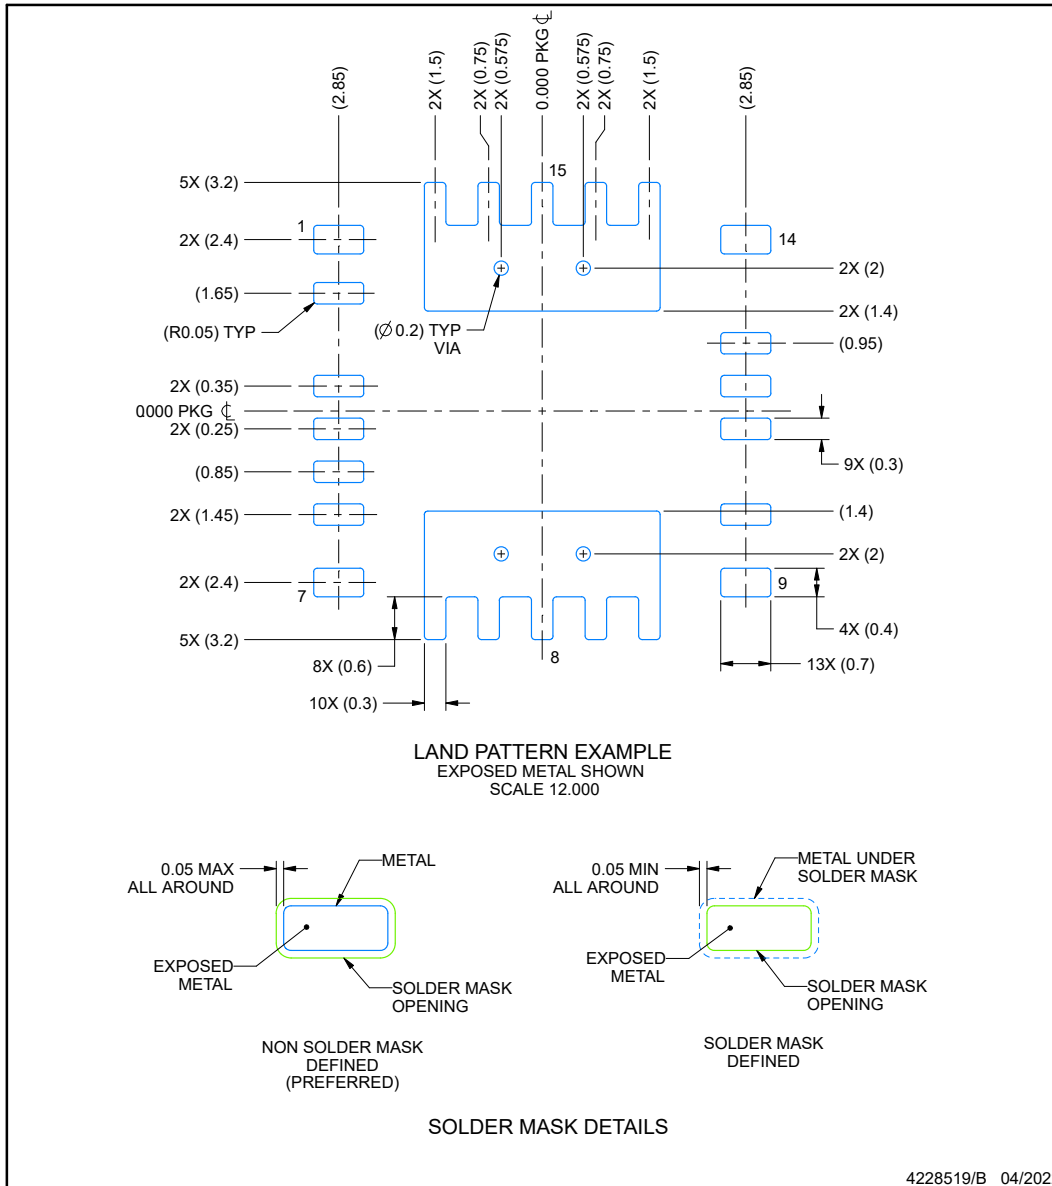 (2.85)
2X (1.5)
2X (0.75)
2X (0.575)
0.000 PKG ℄
2X (0.575)
2X (0.75)
2X (1.5)
(2.85)
5X (3.2)
15
1
2X (2.4)
14
2X (2)
(1.65)
2X (1.4)
(R0.05) TYP
(Ø 0.2) TYP
VIA
(0.95)
2X (0.35)
0.000 PKG ℄
2X (0.25)
9X (0.3)
(0.85)
2X (1.45)
(1.4)
2X (2)
2X (2.4)
7
9
4X (0.4)
5X (3.2)
8X (0.6)
8
13X (0.7)
10X (0.3)
LAND PATTERN EXAMPLE
EXPOSED METAL SHOWN
SCALE 12.000
0.05 MAX
ALL AROUND
METAL
EXPOSED
METAL
SOLDER MASK
OPENING
NON SOLDER MASK
DEFINED
(PREFERRED)
0.05 MIN
ALL AROUND
METAL UNDER
SOLDER MASK
EXPOSED
METAL
SOLDER MASK
OPENING
SOLDER MASK
DEFINED
SOLDER MASK DETAILS
4228519/B 04/202